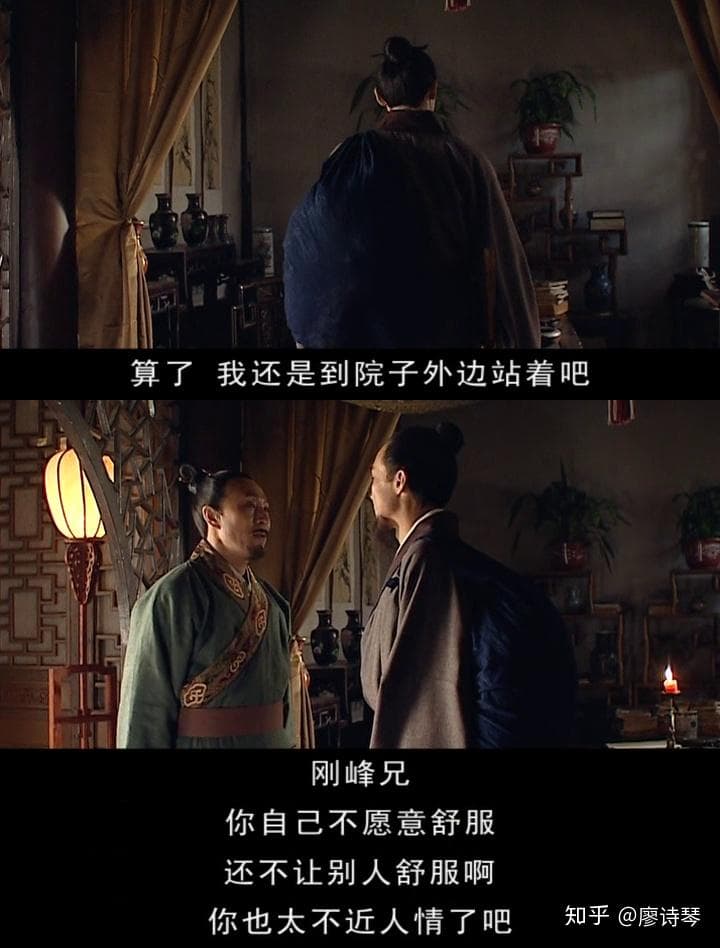 算了 我还是到院子外边站着吧
刚峰兄
你自己不愿意舒服
还不让别人舒服啊
你也太不近人情了吧
知乎 @廖诗琴